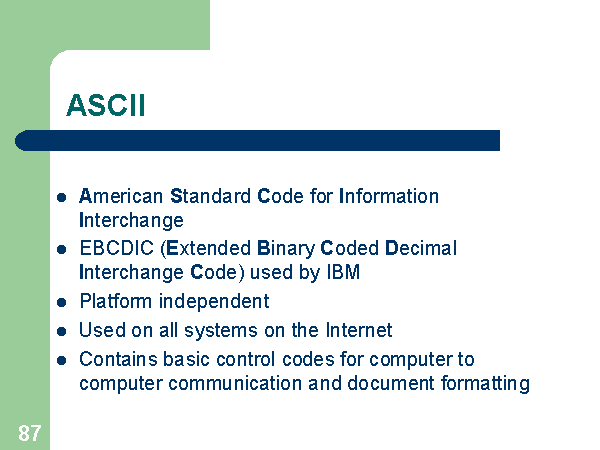 ASCII
American Standard Code for Information
Interchange
EBCDIC (Extended Binary Coded Decimal
Interchange Code) used by IBM
Platform independent
Used on all systems on the Internet
Contains basic control codes for computer to
computer communication and document formatting
87